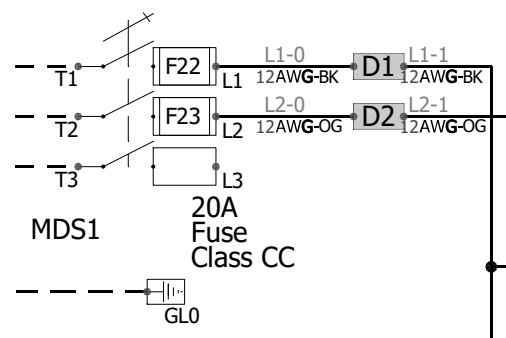 L1-0 L1-1
F22 D1
T1 L1 12AWG-BK 12AWG-BK
L2-0 L2-1
F23 D2
T2 L2 12AWG-OG 12AWG-OG
T3 L3
20A
MDS1 Fuse
Class CC
GL0